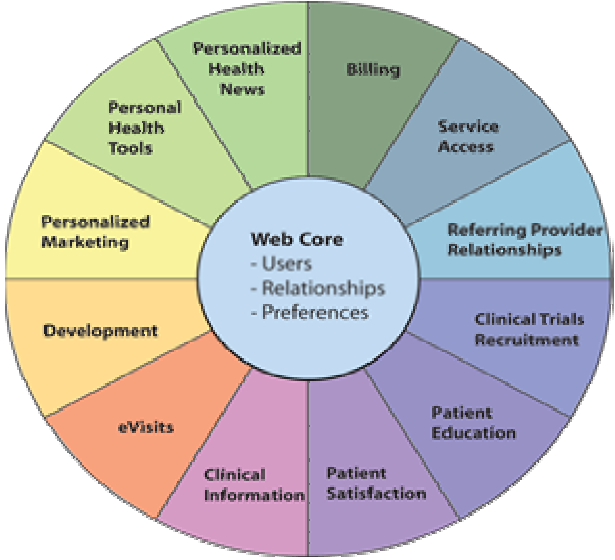 Personalized
Health
News
Billing
Service
Access
Referring Provider
Relationships
Clinical Trials
Recruitment
Patient
Education
Patient
Satisfaction
Clinical
Information
eVisits
Development
Personalized
Marketing
Personal
Health
Tools
Web Core
- Users
- Relationships
- Preferences